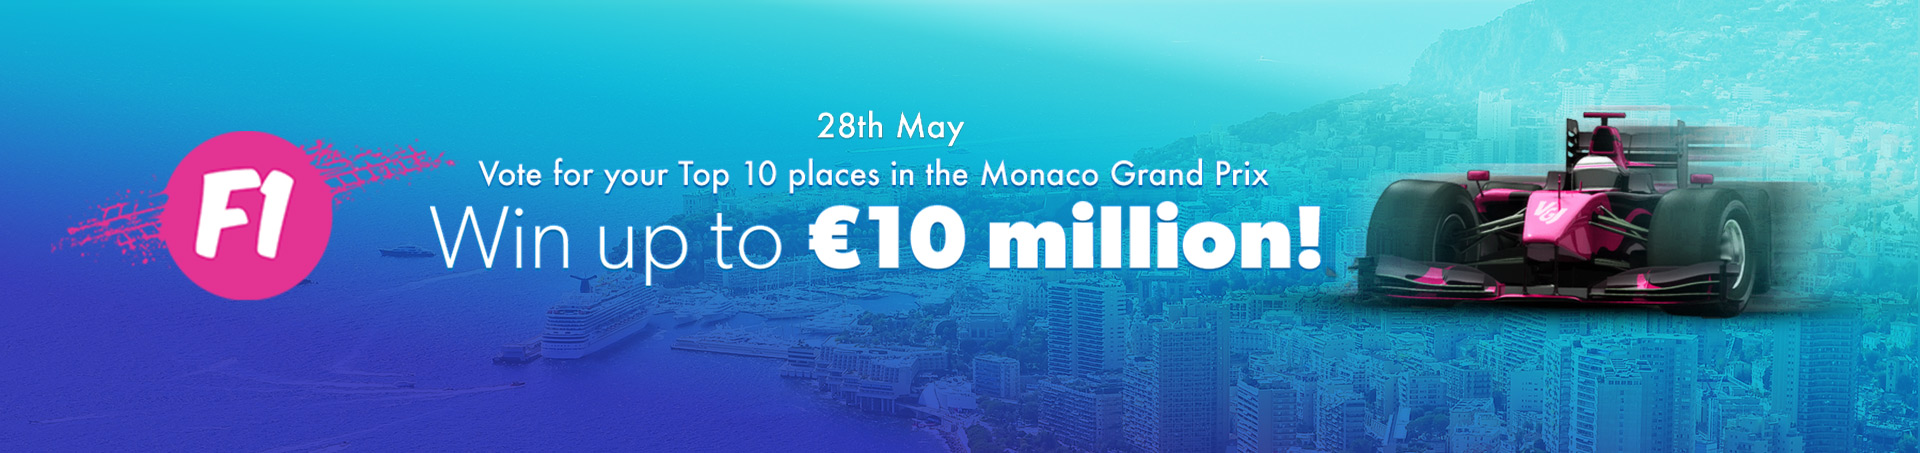 28th May
Vote for your Top 10 places in the Monaco Grand Prix
F1
Win up to €10 million!
VGJ